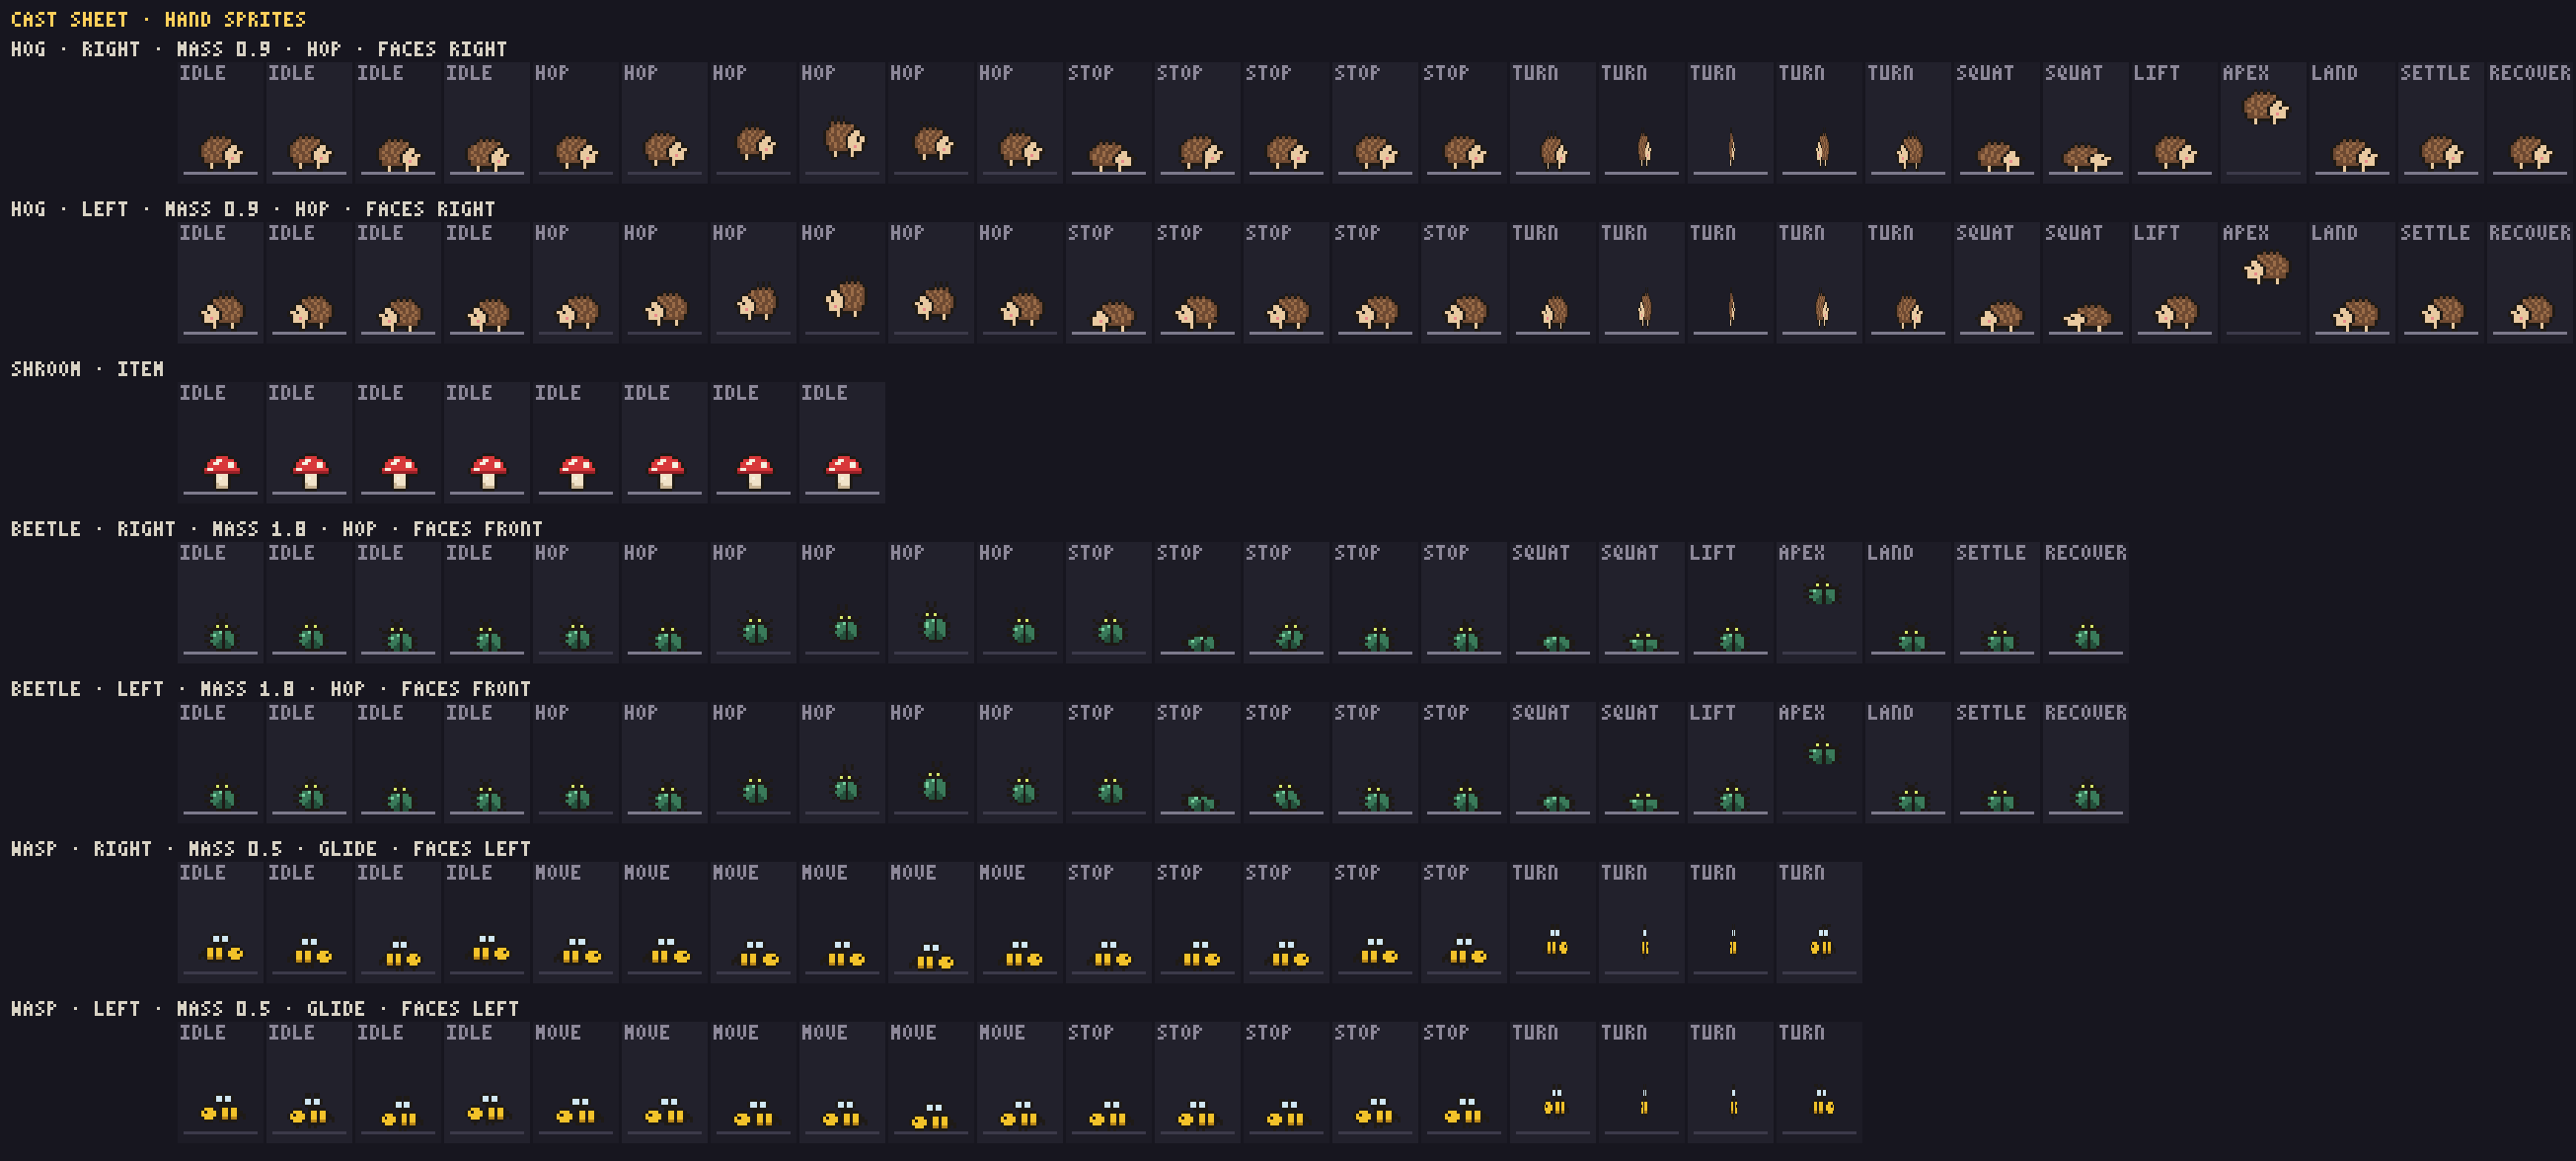 CAST SHEET · HAND SPRITES
HOG · RIGHT · MASS 0.9 · HOP · FACES RIGHT
IDLE IDLE IDLE IDLE HOP HOP HOP HOP HOP HOP STOP STOP STOP STOP STOP TURN TURN TURN TURN TURN SQUAT SQUAT LIFT APEX LAND SETTLE RECOVER
HOG · LEFT · MASS 0.9 · HOP · FACES RIGHT
IDLE IDLE IDLE IDLE HOP HOP HOP HOP HOP HOP STOP STOP STOP STOP STOP TURN TURN TURN TURN TURN SQUAT SQUAT LIFT APEX LAND SETTLE RECOVER
SHROOM · ITEM
IDLE IDLE IDLE IDLE IDLE IDLE IDLE IDLE
BEETLE · RIGHT · MASS 1.8 · HOP · FACES FRONT
IDLE IDLE IDLE IDLE HOP HOP HOP HOP HOP HOP STOP STOP STOP STOP STOP SQUAT SQUAT LIFT APEX LAND SETTLE RECOVER
BEETLE · LEFT · MASS 1.8 · HOP · FACES FRONT
IDLE IDLE IDLE IDLE HOP HOP HOP HOP HOP HOP STOP STOP STOP STOP STOP SQUAT SQUAT LIFT APEX LAND SETTLE RECOVER
WASP · RIGHT · MASS 0.5 · GLIDE · FACES LEFT
IDLE IDLE IDLE IDLE MOVE MOVE MOVE MOVE MOVE MOVE STOP STOP STOP STOP STOP TURN TURN TURN TURN
WASP · LEFT · MASS 0.5 · GLIDE · FACES LEFT
IDLE IDLE IDLE IDLE MOVE MOVE MOVE MOVE MOVE MOVE STOP STOP STOP STOP STOP TURN TURN TURN TURN